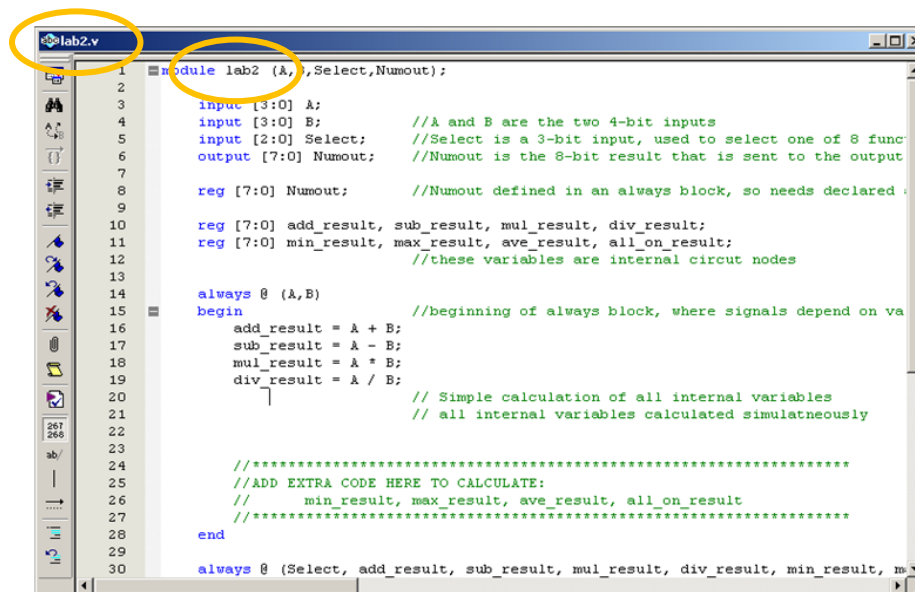 lab2.v
1 module lab2 (A,B,Select,Numout);
2
3 input [3:0] A;
4 input [3:0] B; //A and B are the two 4-bit inputs
5 input [2:0] Select; //Select is a 3-bit input, used to select one of 8 func
6 output [7:0] Numout; //Numout is the 8-bit result that is sent to the output
7
8 reg [7:0] Numout; //Numout defined in an always block, so needs declared
9
10 reg [7:0] add_result, sub_result, mul_result, div_result;
11 reg [7:0] min_result, max_result, ave_result, all_on_result;
12 //these variables are internal circut nodes
13
14 always @ (A,B)
15 begin //beginning of always block, where signals depend on va
16 add_result = A + B;
17 sub_result = A - B;
18 mul_result = A * B;
19 div_result = A / B;
20 // Simple calculation of all internal variables
21 // all internal variables calculated simulatneously
22
23
24 //*******************************************************************
25 //ADD EXTRA CODE HERE TO CALCULATE:
26 // min_result, max_result, ave_result, all_on_result
27 //*******************************************************************
28 end
29
30 always @ (Select, add_result, sub_result, mul_result, div_result, min_result, m
267
268
ab/